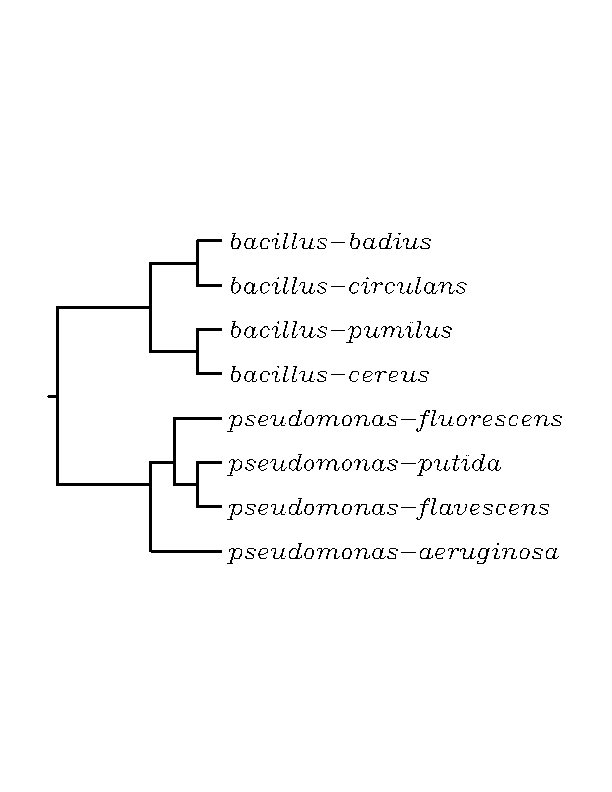 bacillus-badius
bacillus-circulans
bacillus-pumilus
bacillus-cereus
pseudomonas-fluorescens
pseudomonas-putida
pseudomonas-flavescens
pseudomonas-aeruginosa